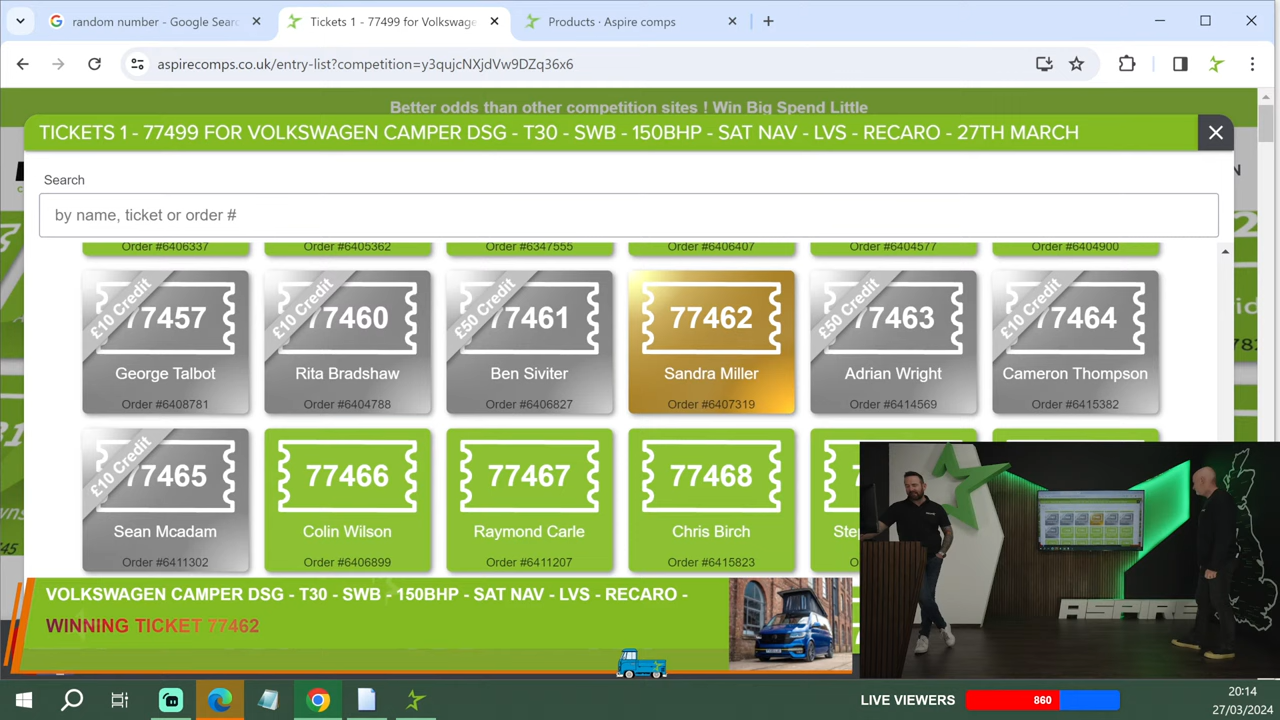 random number - Google Sear
Tickets 1 - 77499 for Volkswage
Products · Aspire comps
aspirecomps.co.uk/entry-list?competition=y3qujcNXjdVw9DZq36x6
Better odds than other competition sites ! Win Big Spend Little
TICKETS 1 - 77499 FOR VOLKSWAGEN CAMPER DSG - T30 - SWB - 150BHP - SAT NAV - LVS - RECARO - 27TH MARCH
Search
by name, ticket or order #
Order #6406337 Order #6405362 Order #6347555 Order #6406407 Order #6404577 Order #6404900
£10 Credit £10 Credit £50 Credit £50 Credit £10 Credit
77457 77460 77461 77462 77463 77464
George Talbot Rita Bradshaw Ben Siviter Sandra Miller Adrian Wright Cameron Thompson
Order #6408781 Order #6404788 Order #6406827 Order #6407319 Order #6414569 Order #6415382
£10 Credit
77465 77466 77467 77468
Sean Mcadam Colin Wilson Raymond Carle Chris Birch Step
Order #6411302 Order #6406899 Order #6411207 Order #6415823
VOLKSWAGEN CAMPER DSG - T30 - SWB - 150BHP - SAT NAV - LVS - RECARO -
WINNING TICKET 77462
ASPIRE
LIVE VIEWERS 860
20:14
27/03/2024